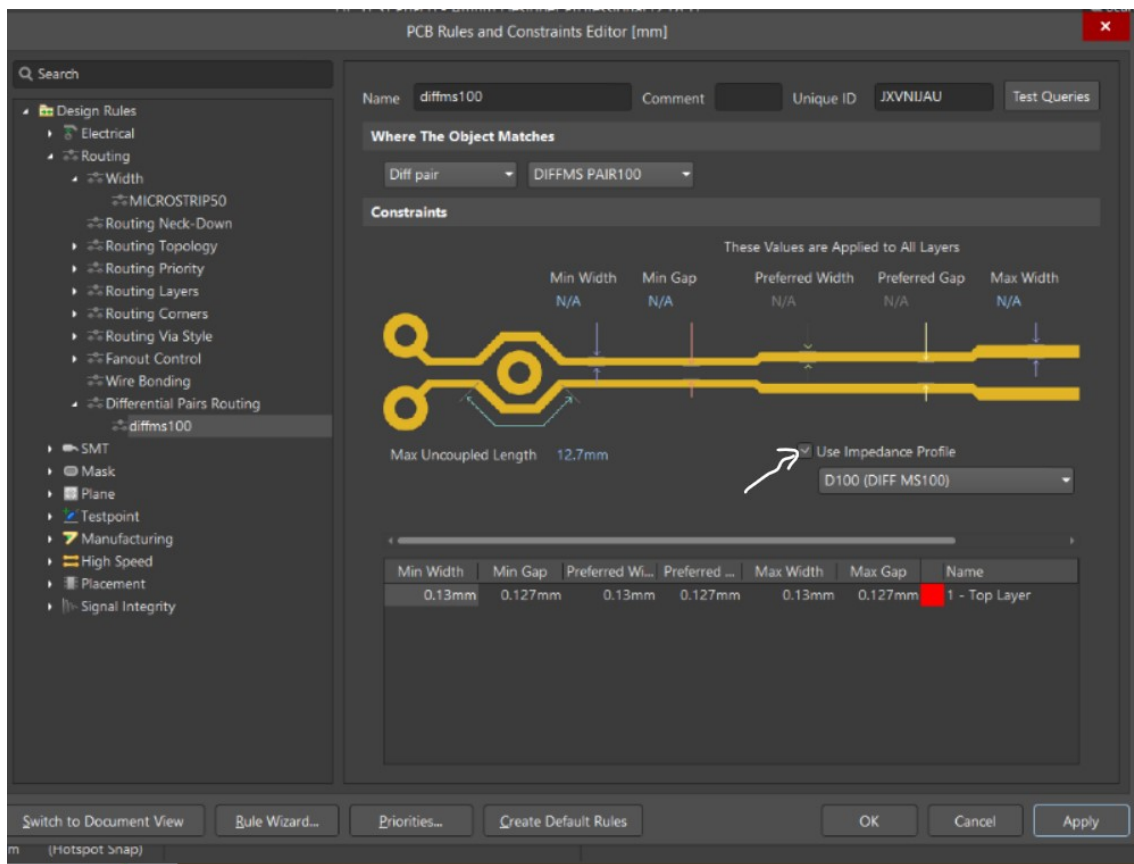 PCB Rules and Constraints Editor [mm]
Search
Name diffms100 Comment Unique ID JXVNIJAU Test Queries
Design Rules
Electrical
Routing
Width
MICROSTRIP50
Routing Neck-Down
Routing Topology
Routing Priority
Routing Layers
Routing Corners
Routing Via Style
Fanout Control
Wire Bonding
Differential Pairs Routing
diffms100
SMT
Mask
Plane
Testpoint
Manufacturing
High Speed
Placement
Signal Integrity
Where The Object Matches
Diff pair DIFFMS PAIR100
Constraints
These Values are Applied to All Layers
Min Width Min Gap Preferred Width Preferred Gap Max Width
N/A N/A N/A N/A N/A
Max Uncoupled Length 12.7mm
Use Impedance Profile
D100 (DIFF MS100)
Min Width Min Gap Preferred Wi... Preferred ... Max Width Max Gap Name
0.13mm 0.127mm 0.13mm 0.127mm 0.13mm 0.127mm 1 - Top Layer
Switch to Document View Rule Wizard... Priorities... Create Default Rules OK Cancel Apply
m (Hotspot Snap)